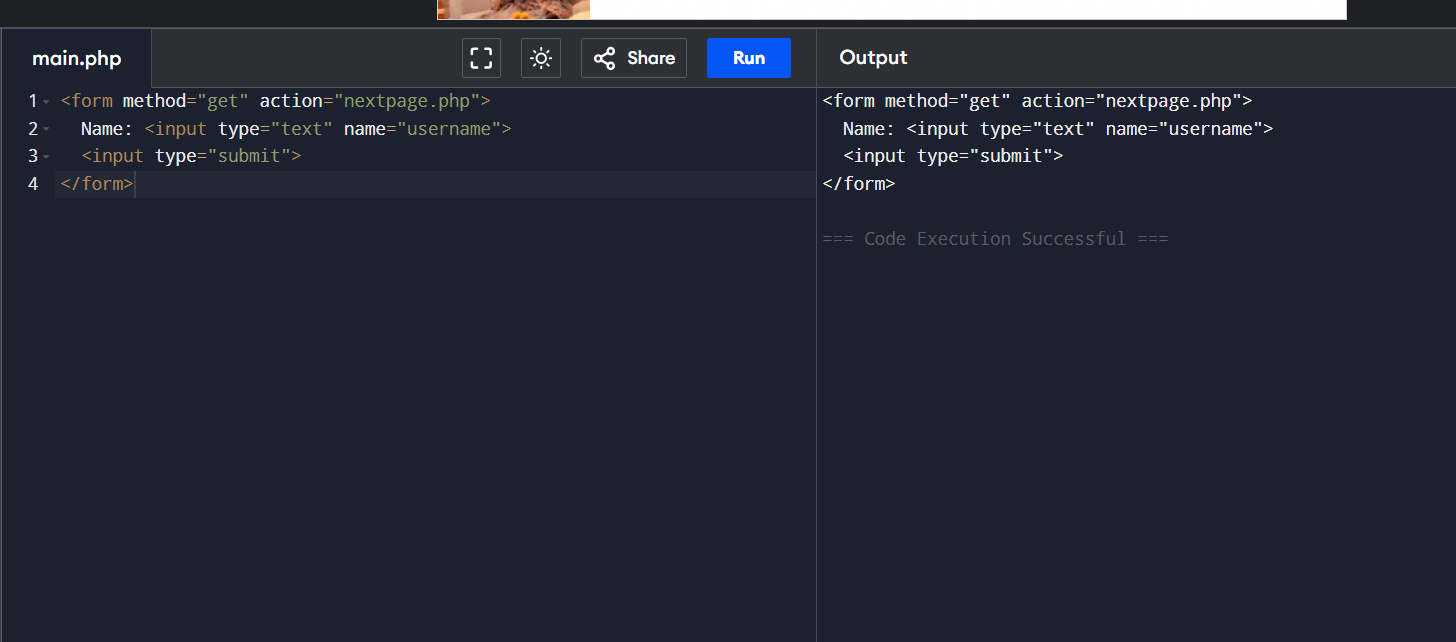 main.php
Share
Run
Output
1 <form method="get" action="nextpage.php">
2   Name: <input type="text" name="username">
3   <input type="submit">
4 </form>
<form method="get" action="nextpage.php">
  Name: <input type="text" name="username">
  <input type="submit">
</form>
=== Code Execution Successful ===